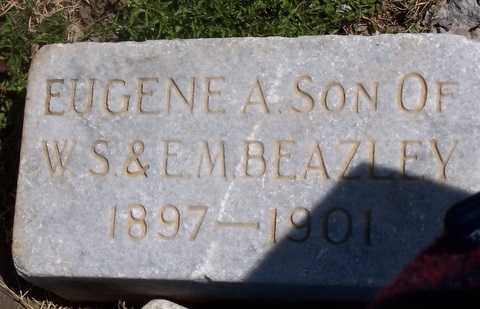 EUGENE A. SON OF
W. S. & E. M. BEAZLEY
1897—1901